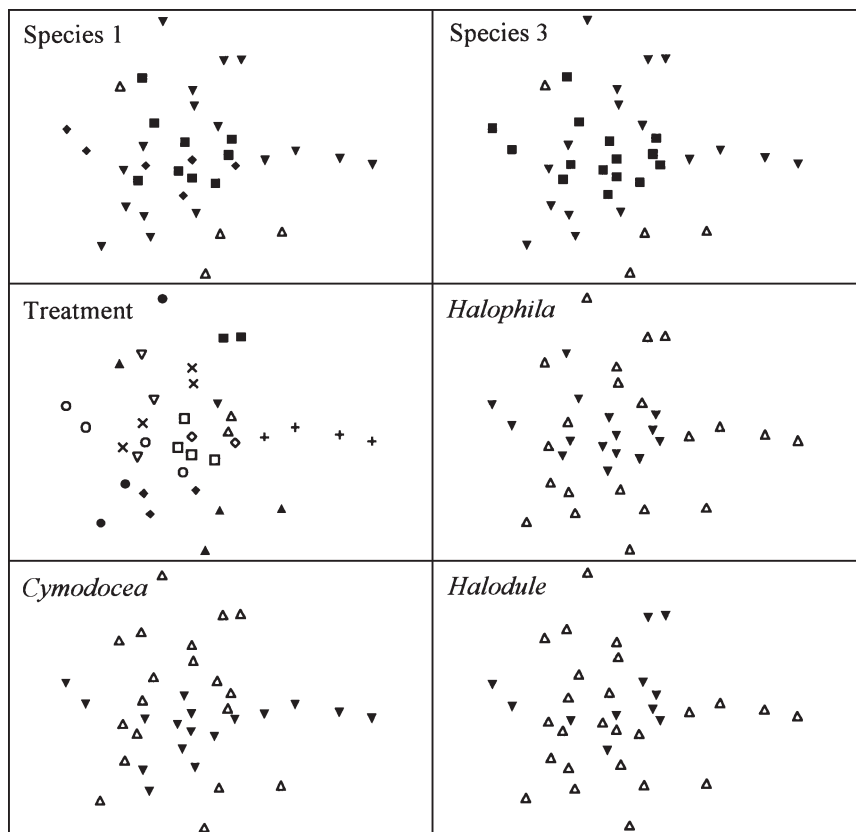 Species 1
Species 3
Treatment
Halophila
Cymodocea
Halodule